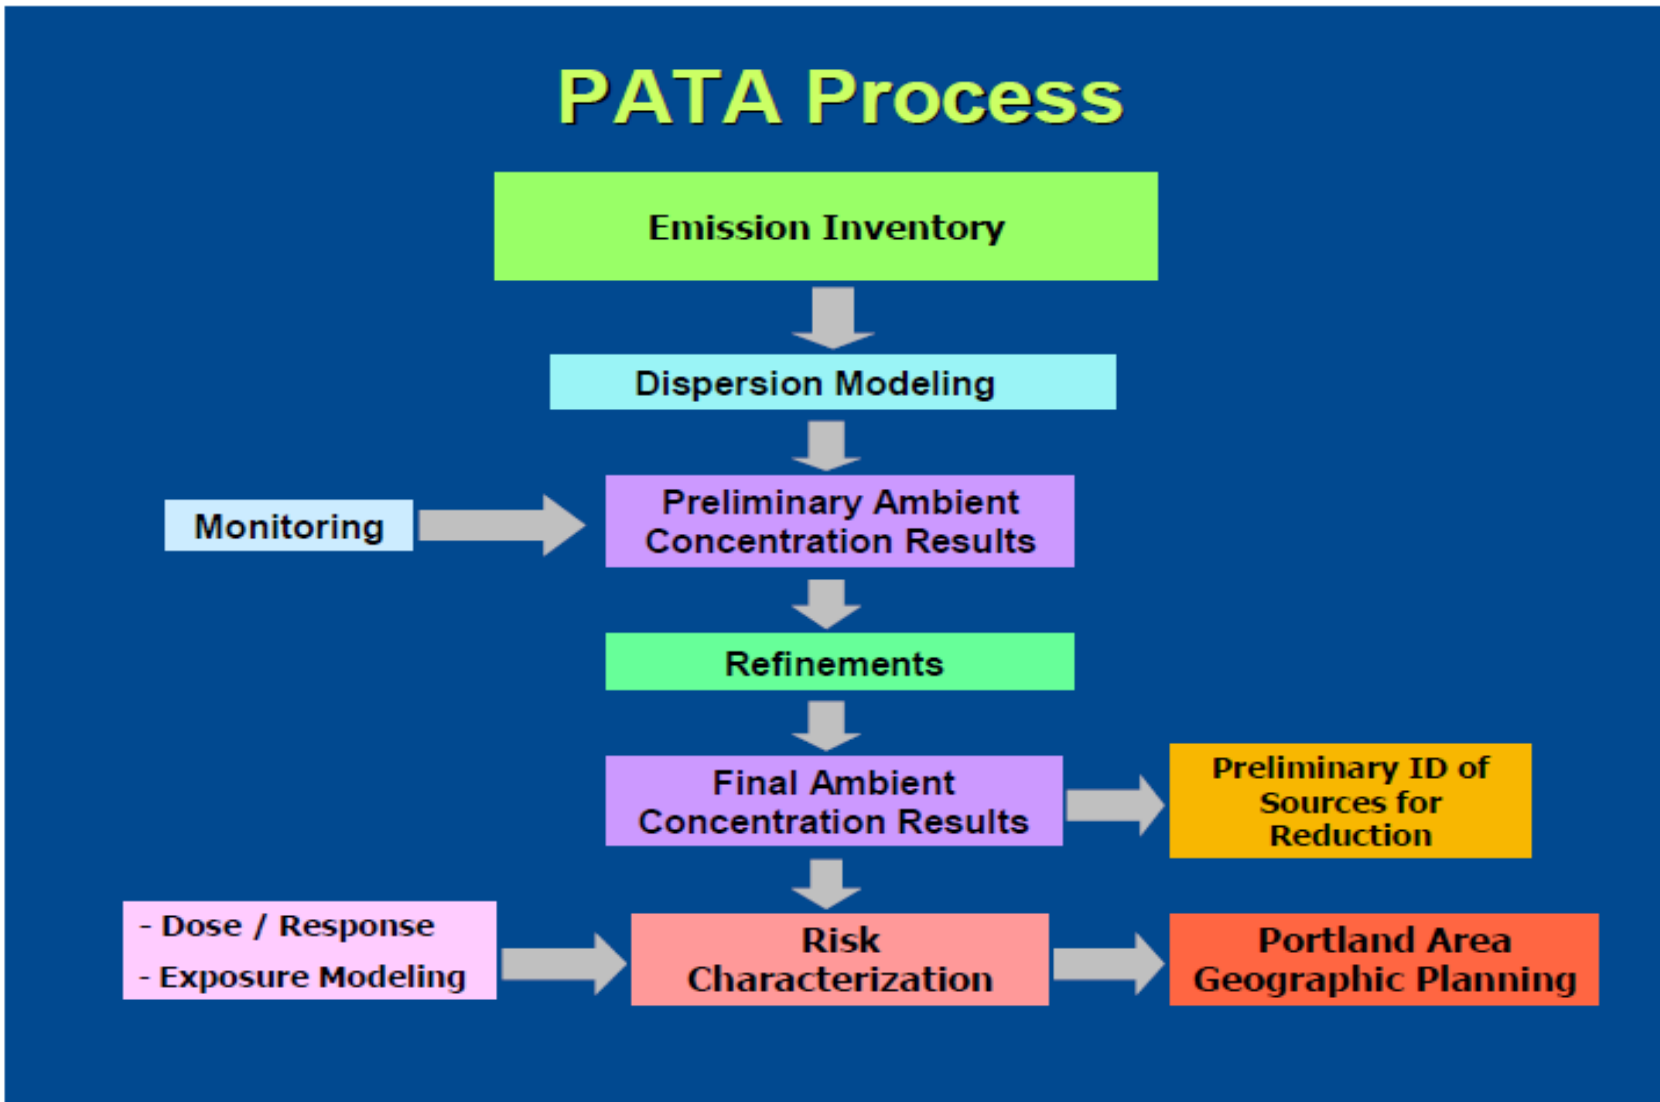 PATA Process
Emission Inventory
Dispersion Modeling
Monitoring
Preliminary Ambient
Concentration Results
Refinements
Final Ambient
Concentration Results
Preliminary ID of
Sources for
Reduction
- Dose / Response
- Exposure Modeling
Risk
Characterization
Portland Area
Geographic Planning